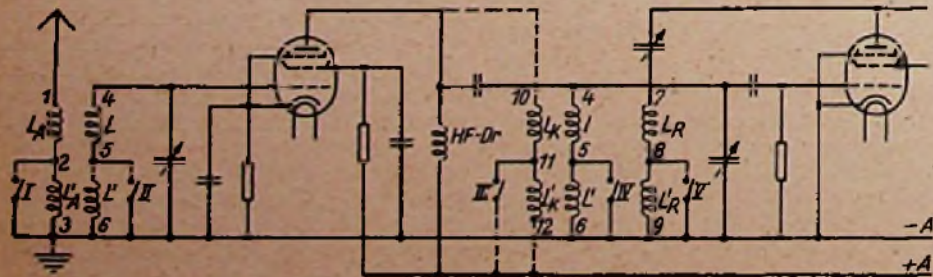 1 4 10 4 7
L_A L HF-Dr L_K l L_R
2 5 11 5 8
I L'_A L' II III L'_K L' IV L'_R V
3 6 12 6 9
-A
+A